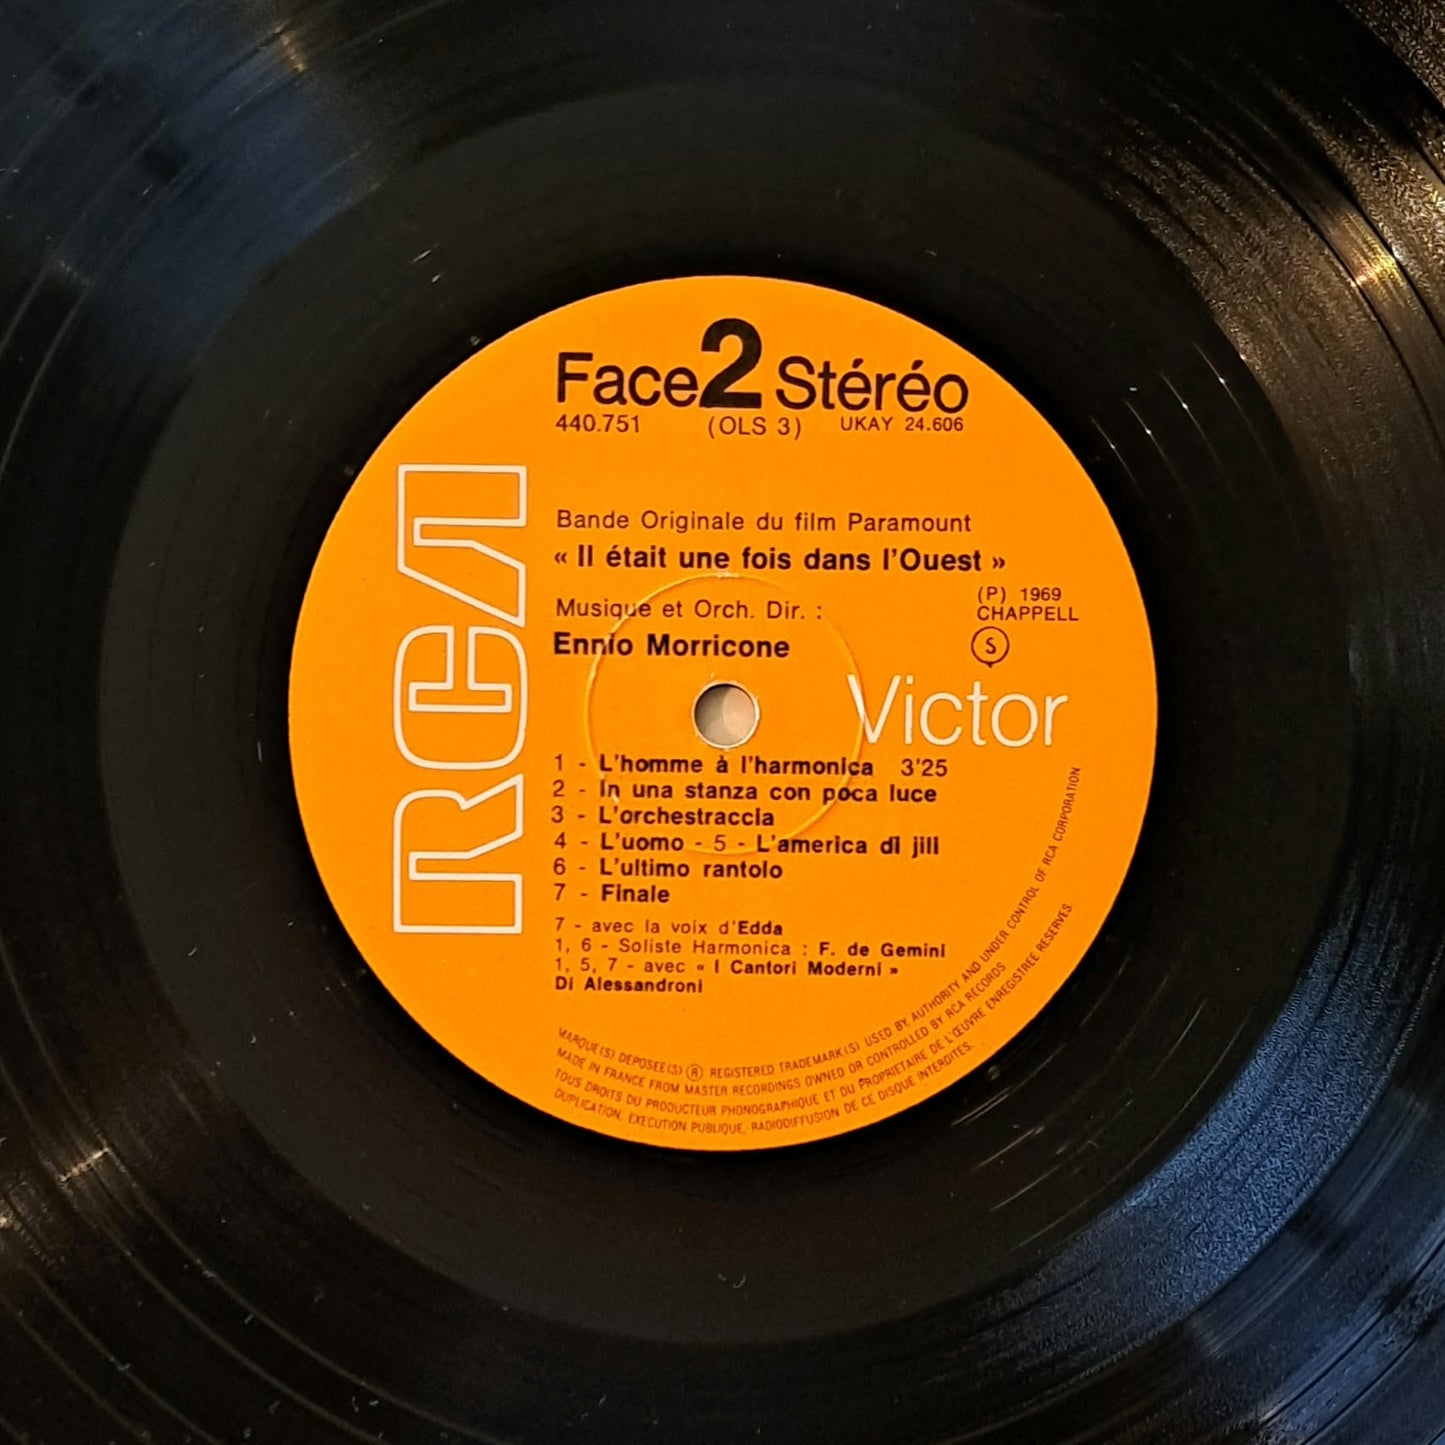 Face 2 Stéréo
440.751 (OLS 3) UKAY 24.606
Bande Originale du film Paramount
« Il était une fois dans l'Ouest »
(P) 1969
CHAPPELL
S
Musique et Orch. Dir. :
Ennio Morricone
RCA
Victor
1 - L'homme à l'harmonica 3'25
2 - In una stanza con poca luce
3 - L'orchestraccia
4 - L'uomo - 5 - L'america di jill
6 - L'ultimo rantolo
7 - Finale
7 - avec la voix d'Edda
1, 6 - Soliste Harmonica : F. de Gemini
1, 5, 7 - avec « I Cantori Moderni »
Di Alessandroni
MARQUE(S) DEPOSEE(S) ® REGISTERED TRADEMARK(S) USED BY AUTHORITY AND UNDER CONTROL OF RCA CORPORATION
MADE IN FRANCE FROM MASTER RECORDINGS OWNED OR CONTROLLED BY RCA RECORDS
TOUS DROITS DU PRODUCTEUR PHONOGRAPHIQUE ET DU PROPRIETAIRE DE L'ŒUVRE ENREGISTREE RESERVES
DUPLICATION, EXECUTION PUBLIQUE, RADIODIFFUSION DE CE DISQUE INTERDITES.